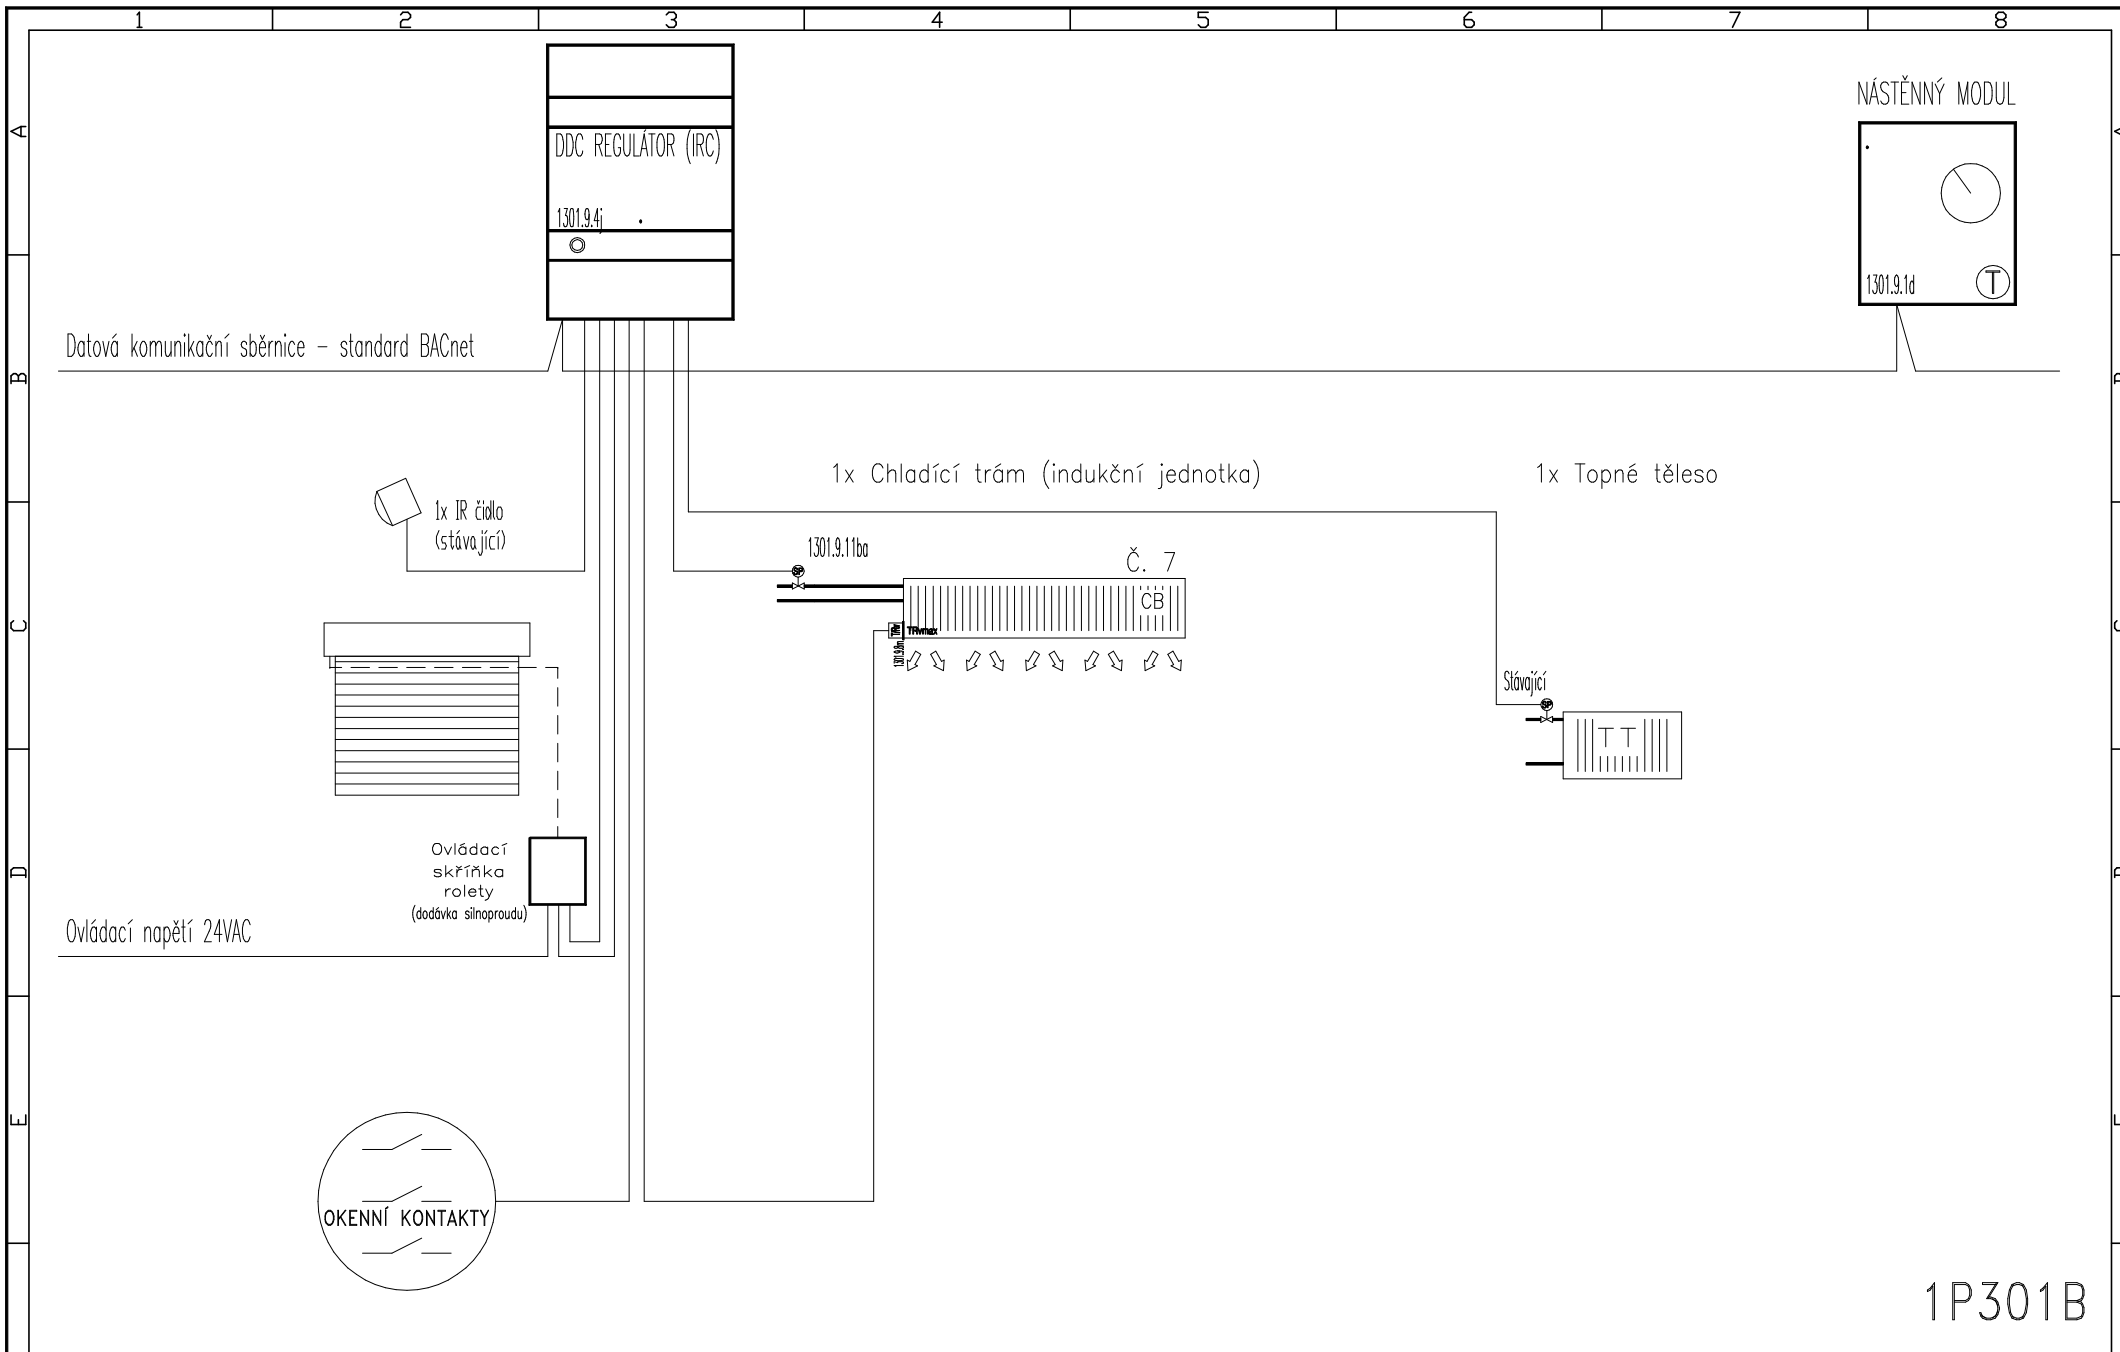 1 2 3 4 5 6 7 8
A
B
C
D
E
DDC REGULÁTOR (IRC)
1301.9.4j
NÁSTĚNNÝ MODUL
1301.9.1d
T
Datová komunikační sběrnice – standard BACnet
1x Chladící trám (indukční jednotka)
1x Topné těleso
1x IR čidlo
(stávající)
1301.9.11ba
SP
Č. 7
CB
TRvmax
Stávající
SP
TT
Ovládací
skříňka
rolety
(dodávka silnoproudu)
Ovládací napětí 24VAC
OKENNÍ KONTAKTY
1P301B